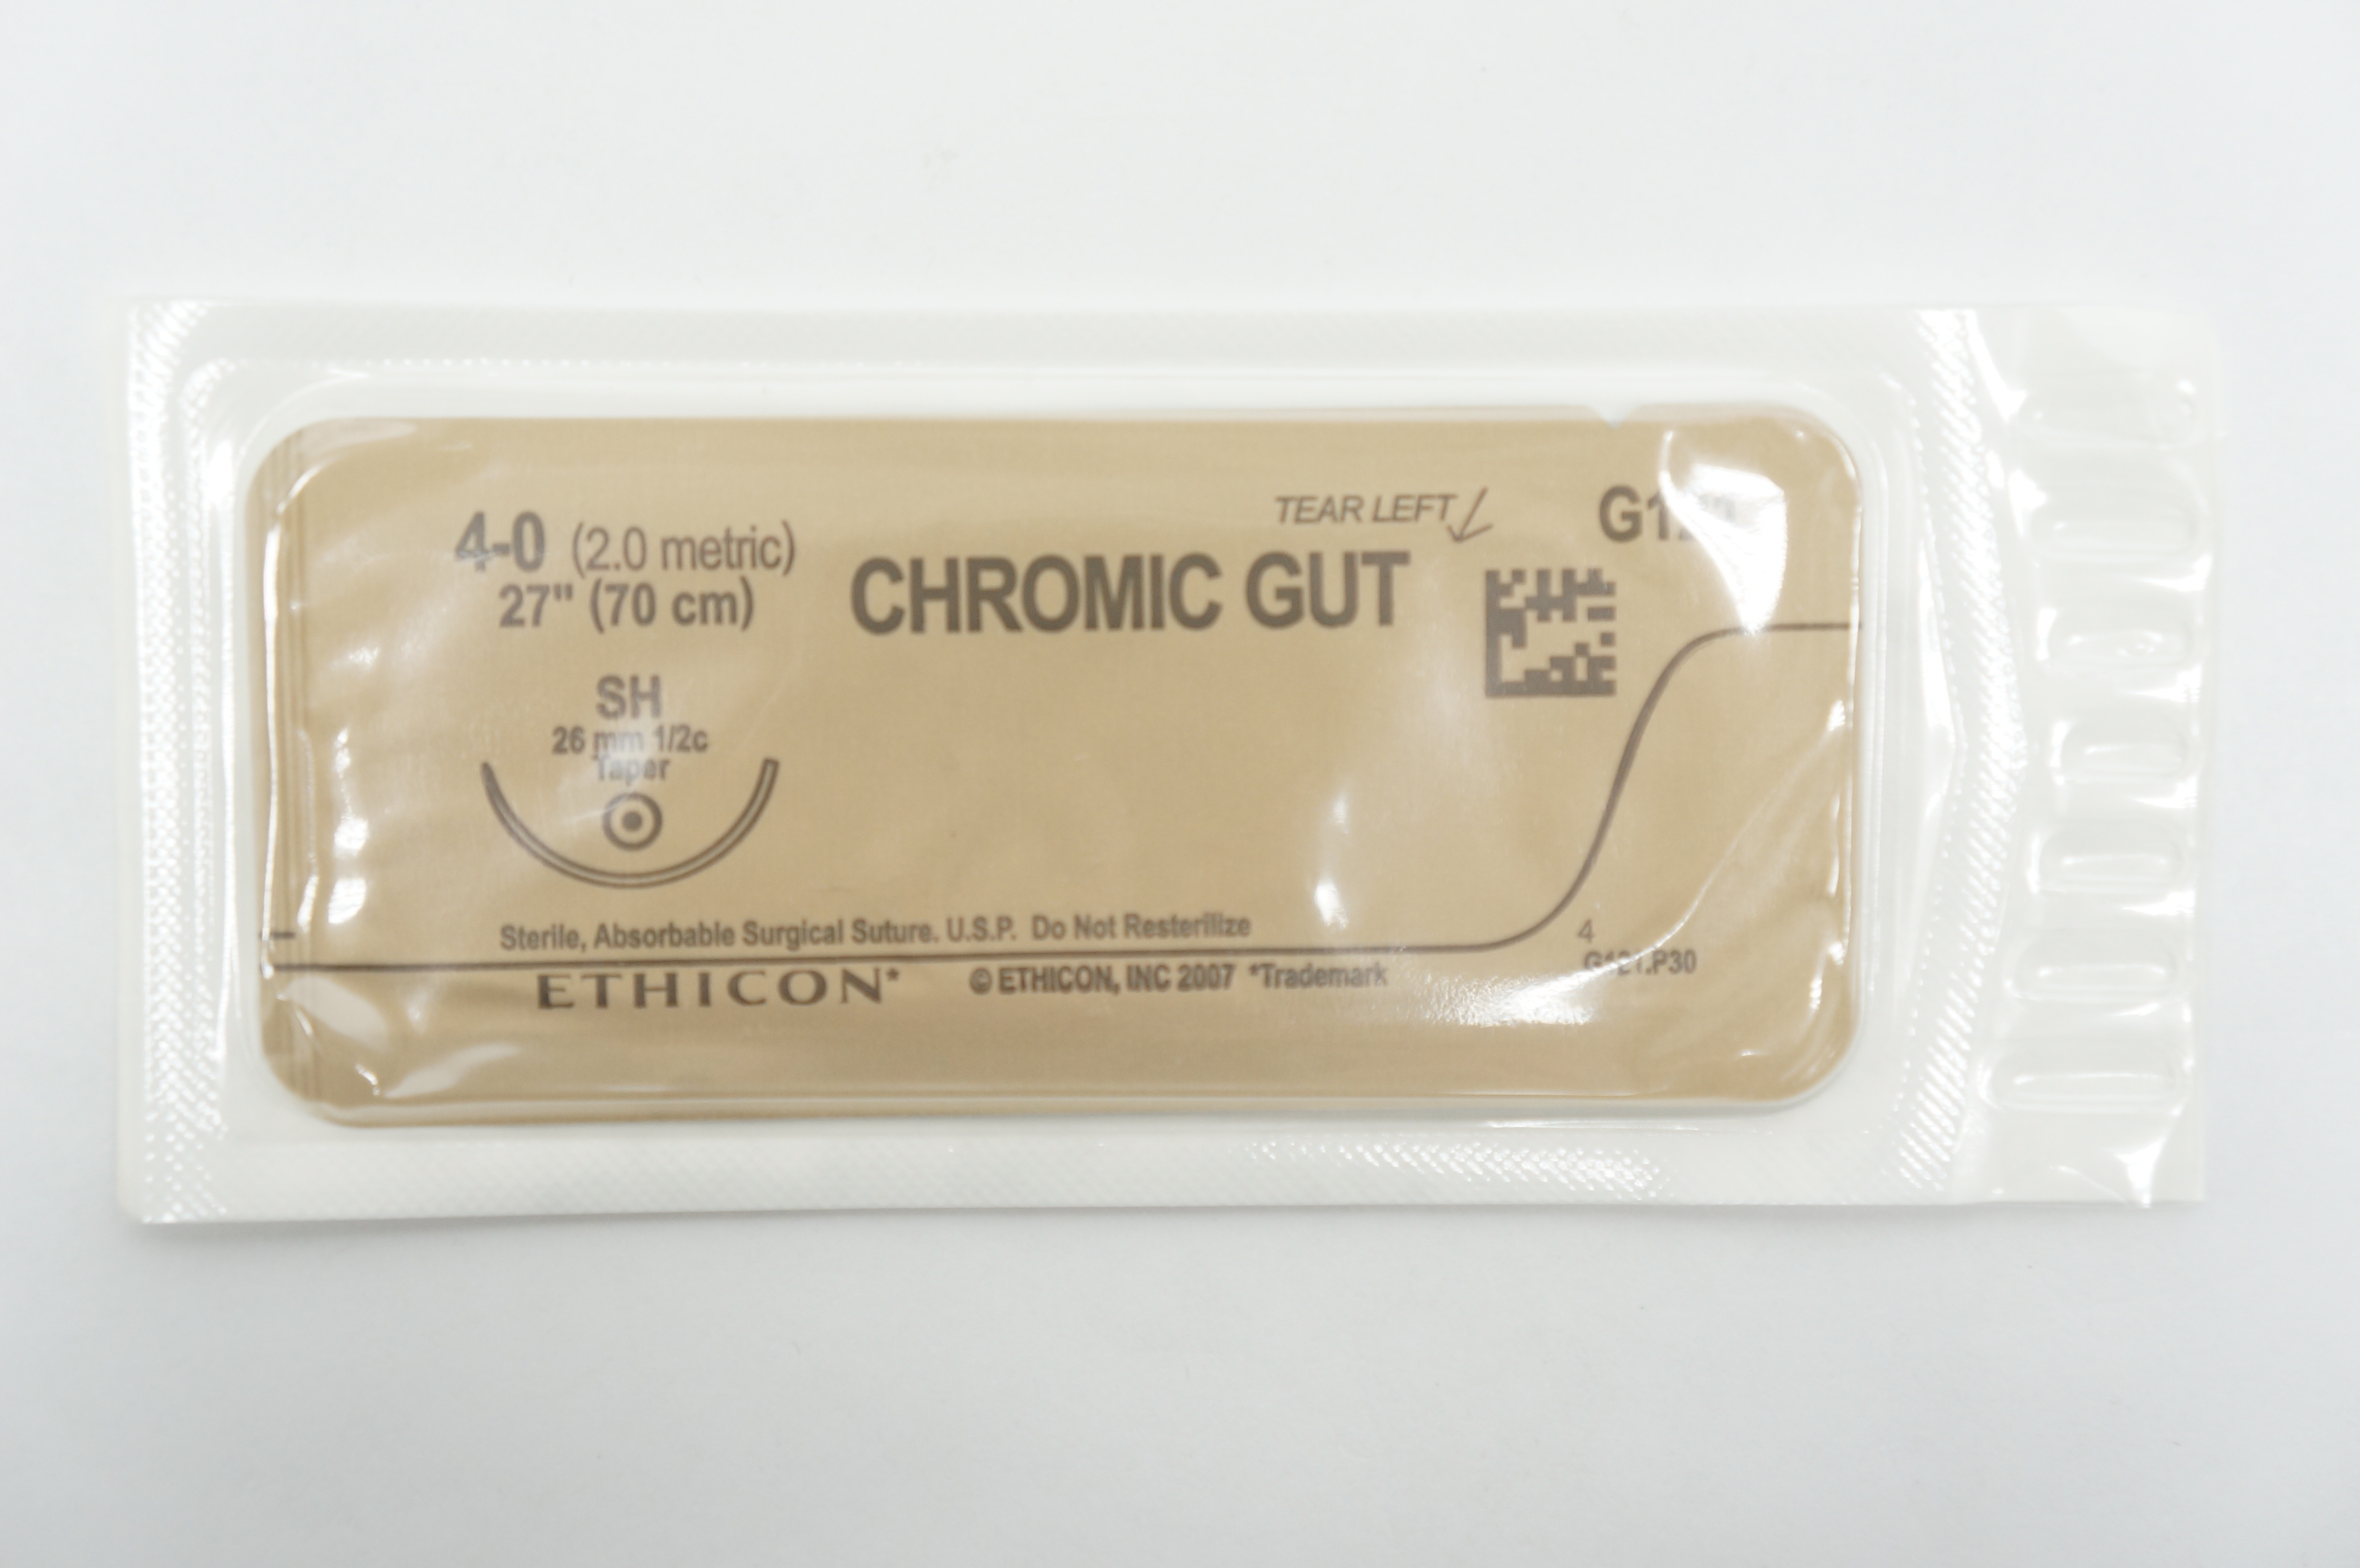 4-0 (2.0 metric)
27" (70 cm)
TEAR LEFT
CHROMIC GUT
SH
26 mm 1/2c
Taper
Sterile, Absorbable Surgical Suture. U.S.P. Do Not Resterilize
4
ETHICON* © ETHICON, INC 2007 *Trademark